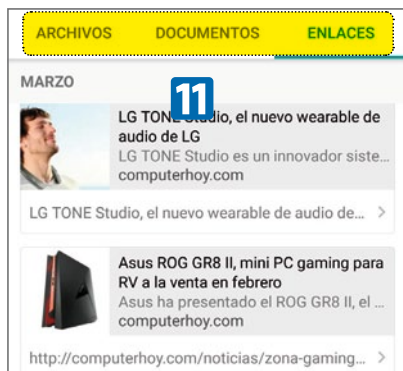 ARCHIVOS DOCUMENTOS ENLACES
MARZO
11
LG TONE Studio, el nuevo wearable de
audio de LG
LG TONE Studio es un innovador siste...
computerhoy.com
LG TONE Studio, el nuevo wearable de audio de... >
Asus ROG GR8 II, mini PC gaming para
RV a la venta en febrero
Asus ha presentado el ROG GR8 II, el ...
computerhoy.com
http://computerhoy.com/noticias/zona-gaming... >